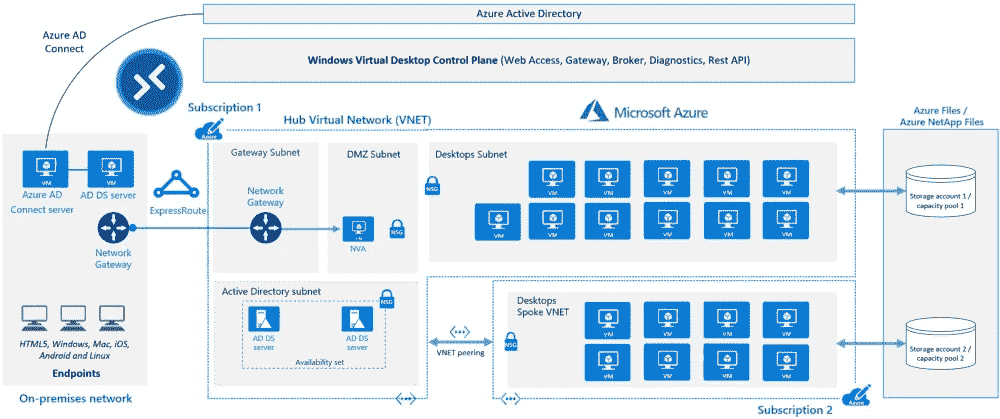 Azure Active Directory
Azure AD
Connect
Windows Virtual Desktop Control Plane (Web Access, Gateway, Broker, Diagnostics, Rest API)
Subscription 1
Azure
Hub Virtual Network (VNET)
Microsoft Azure
Azure Files /
Azure NetApp Files
Gateway Subnet
DMZ Subnet
Desktops Subnet
NSG
VM
VM
VM
VM
VM
VM
VM
VM
VM
VM
VM
Storage account 1 /
capacity pool 1
VM
VM
Azure AD
Connect server
AD DS server
ExpressRoute
Network
Gateway
NVA
NSG
Network
Gateway
Active Directory subnet
NSG
AD DS
server
AD DS
server
Availability set
VNET peering
Desktops
Spoke VNET
NSG
VM
VM
VM
VM
VM
VM
VM
VM
Storage account 2 /
capacity pool 2
HTML5, Windows, Mac, iOS,
Android and Linux
Endpoints
On-premises network
Subscription 2
Azure